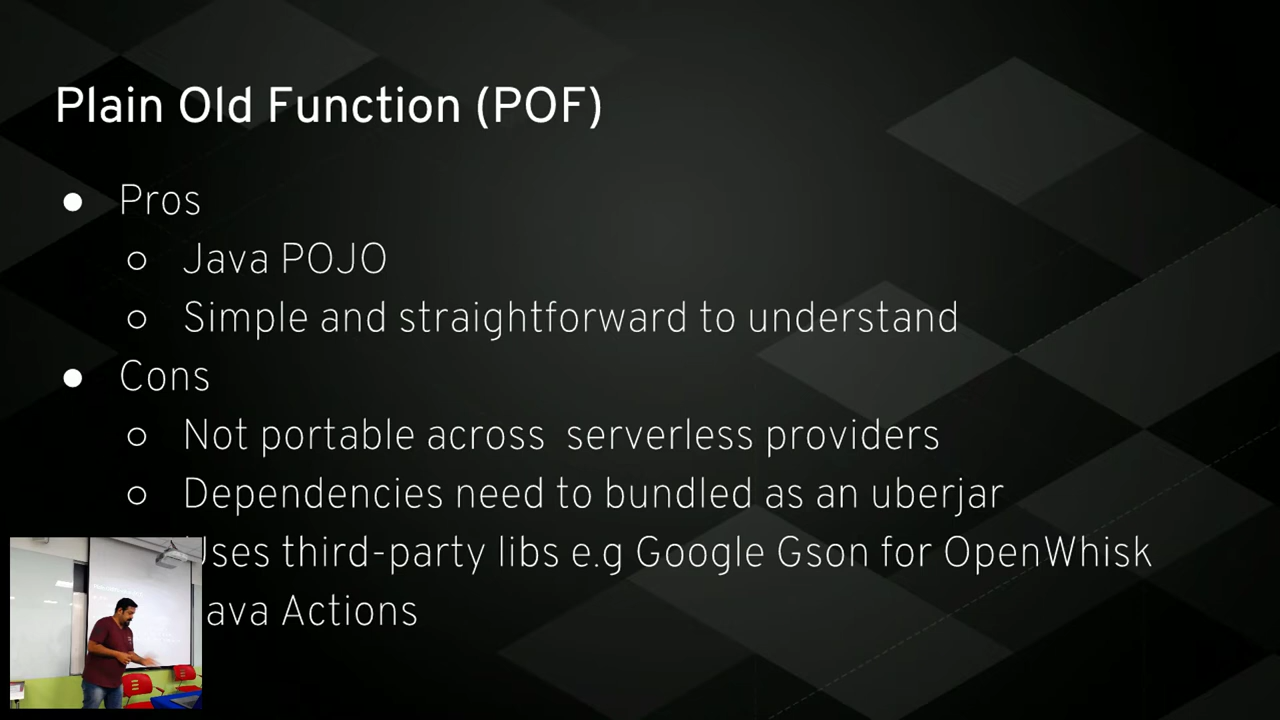 Plain Old Function (POF)
● Pros
○ Java POJO
○ Simple and straightforward to understand
● Cons
○ Not portable across serverless providers
○ Dependencies need to bundled as an uberjar
Uses third-party libs e.g Google Gson for OpenWhisk
ava Actions